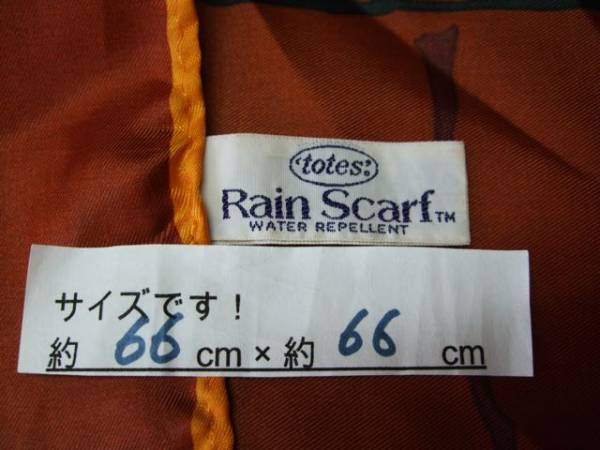 totes
Rain Scarf™
WATER REPELLENT
サイズです！
約 66 cm × 約 66 cm